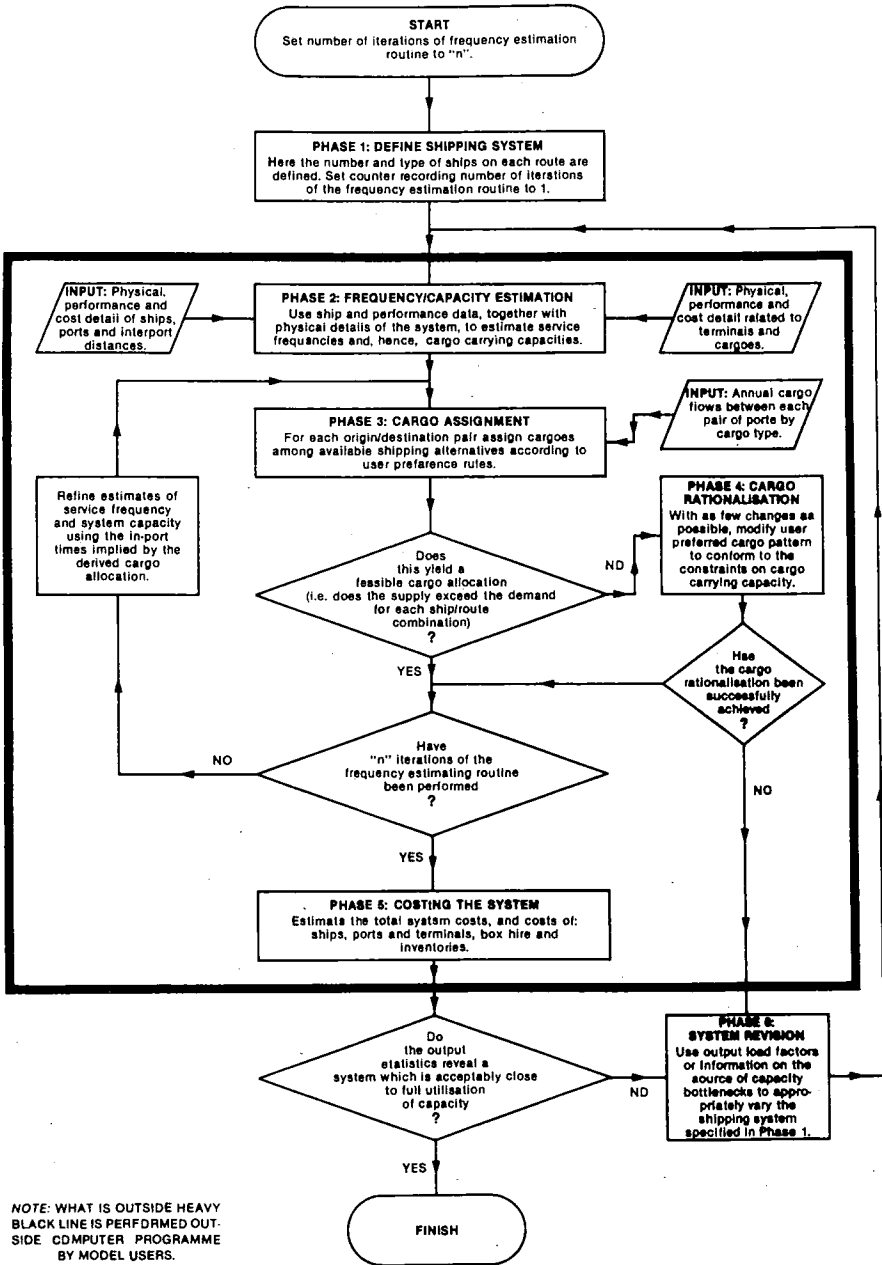 START
Set number of iterations of frequency estimation
routine to "n".
PHASE 1: DEFINE SHIPPING SYSTEM
Here the number and type of ships on each route are
defined. Set counter recording number of iterstions
of the frequency estimation routine to 1.
INPUT: Physical,
performance and
cost detail of ships,
ports and interport
distances.
PHASE 2: FREQUENCY/CAPACITY ESTIMATION
Use ship and performance data, together with
physical details of the system, to estimate service
frequancies and, hence, cargo carrying capacities.
INPUT: Physical,
performance and
cost detail ralated to
terminals and
cargoes.
PHASE 3: CARGO ASSIGNMENT
For each origin/destination pair assign cargoes
among available shipping alternatives according to
user preference rules.
INPUT: Annual cargo
flows between each
pair of porte by
cargo type.
Refine estimates of
service frequency
and system capacity
using the in-port
times implied by the
derived cargo
allocation.
Does
this yield a
feasible cargo allocation
(i.e. does the supply exceed the demand
for each ship/route
combination)
?
ND
PHASE 4: CARGO
RATIONALISATION
With as few changes as
possible, modify user
preferred cargo pattern
to conform to the
constraints on cargo
carrying capacity.
YES
Hae
the cargo
rationalisation been
successfully
achieved
?
Have
"n" iterations of the
frequency estimating routine
been performed
?
NO
NO
YES
PHASE 5: COSTING THE SYSTEM
Estimata the total systam costs, and costs of:
ships, ports and terminals, box hire and
inventories.
Do
the output
etatistics reveal a
system which is acceptably close
to full utilisation
of capacity
?
ND
PHASE 6:
SYSTEM REVISION
Use output load factors
or Information on the
aource of capacity
bottlenecks to appro-
priately vary the
shipping system
specified in Phase 1.
YES
FINISH
NOTE: WHAT IS OUTSIDE HEAVY
BLACK LINE IS PERFDRMED OUT-
SIDE CDMPUTER PROGRAMME
BY MODEL USERS.